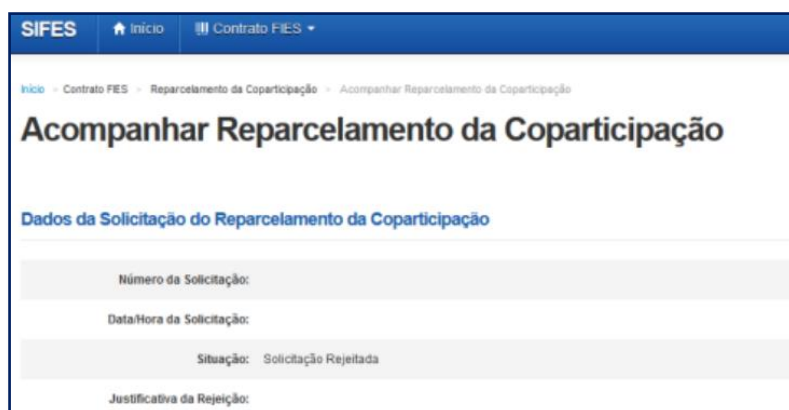 SIFES Início Contrato FIES
Início > Contrato FIES > Reparcelamento da Coparticipação > Acompanhar Reparcelamento da Coparticipação
Acompanhar Reparcelamento da Coparticipação
Dados da Solicitação do Reparcelamento da Coparticipação
Número da Solicitação:
Data/Hora da Solicitação:
Situação: Solicitação Rejeitada
Justificativa da Rejeição: